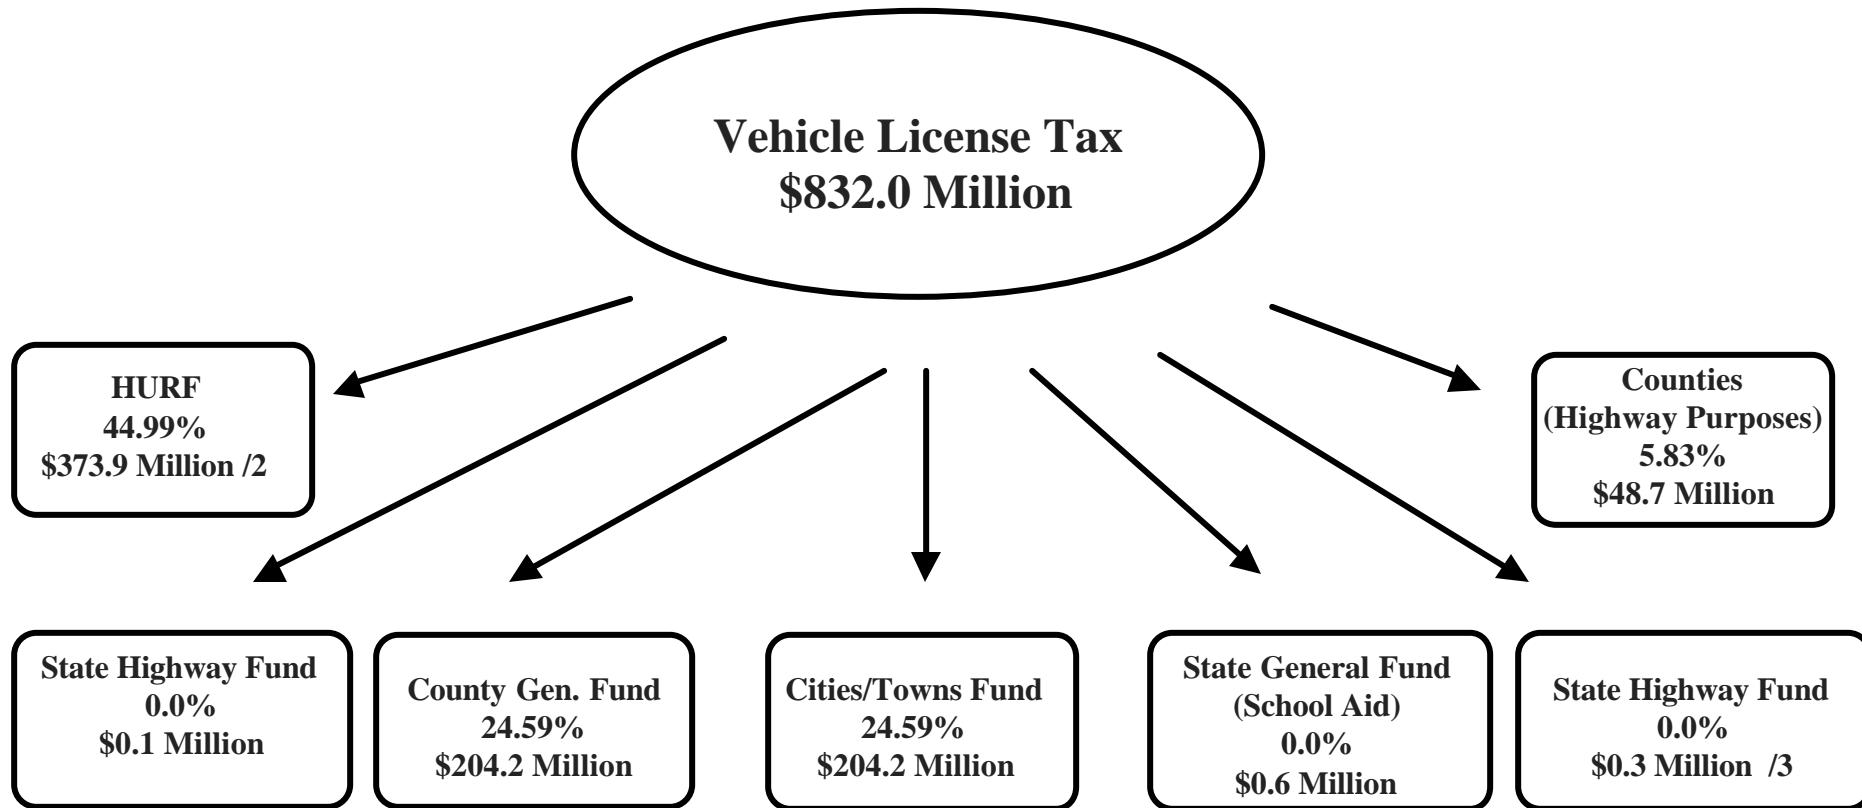 Vehicle License Tax
$832.0 Million
HURF
44.99%
$373.9 Million /2
Counties
(Highway Purposes)
5.83%
$48.7 Million
State Highway Fund
0.0%
$0.1 Million
County Gen. Fund
24.59%
$204.2 Million
Cities/Towns Fund
24.59%
$204.2 Million
State General Fund
(School Aid)
0.0%
$0.6 Million
State Highway Fund
0.0%
$0.3 Million /3